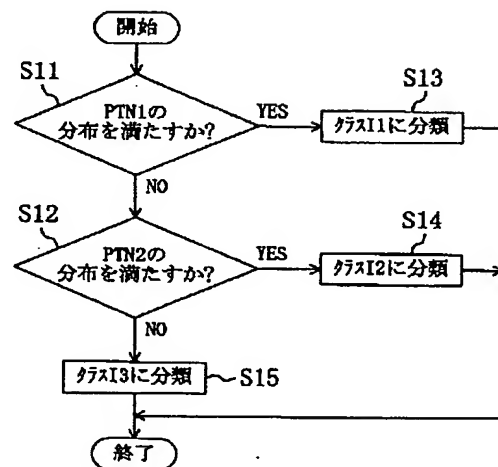 開始
S11
PTN1の
分布を満たすか?
YES
S13
クラスI1に分類
NO
S12
PTN2の
分布を満たすか?
YES
S14
クラスI2に分類
NO
クラスI3に分類
S15
終了